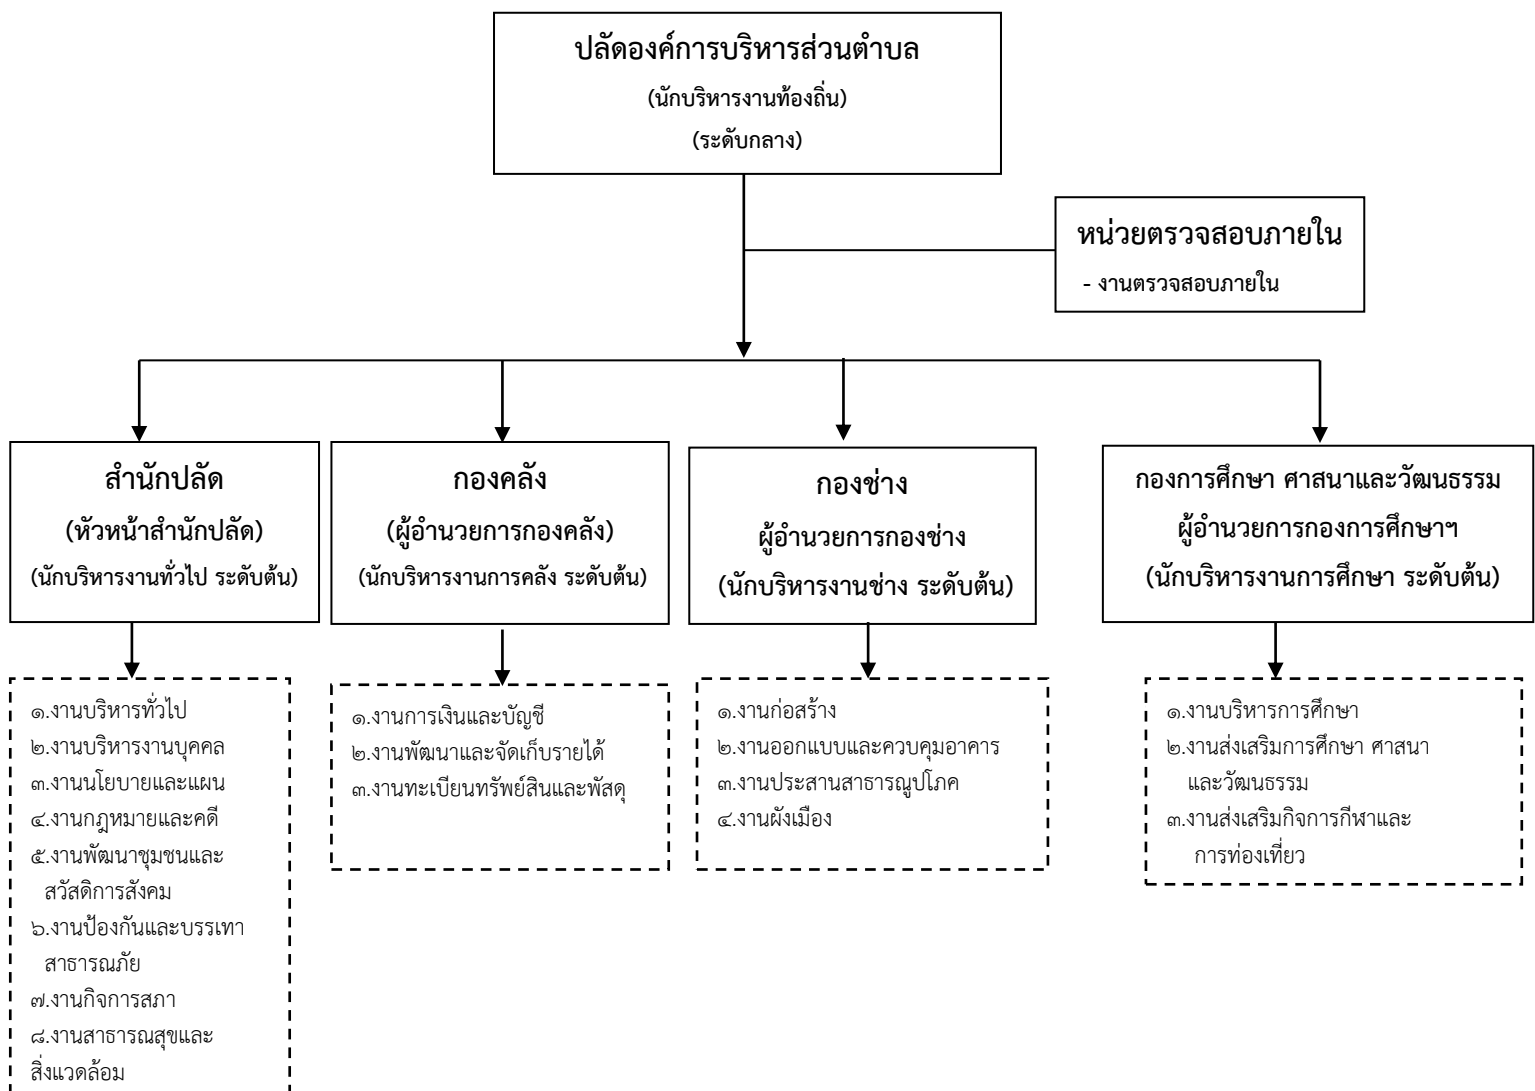 ปลัดองค์การบริหารส่วนตำบล
(นักบริหารงานท้องถิ่น)
(ระดับกลาง)
หน่วยตรวจสอบภายใน
- งานตรวจสอบภายใน
สำนักปลัด
(หัวหน้าสำนักปลัด)
(นักบริหารงานทั่วไป ระดับต้น)
กองคลัง
(ผู้อำนวยการกองคลัง)
(นักบริหารงานการคลัง ระดับต้น)
กองช่าง
ผู้อำนวยการกองช่าง
(นักบริหารงานช่าง ระดับต้น)
กองการศึกษา ศาสนาและวัฒนธรรม
ผู้อำนวยการกองการศึกษาฯ
(นักบริหารงานการศึกษา ระดับต้น)
๑.งานบริหารทั่วไป
๒.งานบริหารงานบุคคล
๓.งานนโยบายและแผน
๔.งานกฎหมายและคดี
๕.งานพัฒนาชุมชนและ
สวัสดิการสังคม
๖.งานป้องกันและบรรเทา
สาธารณภัย
๗.งานกิจการสภา
๘.งานสาธารณสุขและ
สิ่งแวดล้อม
๑.งานการเงินและบัญชี
๒.งานพัฒนาและจัดเก็บรายได้
๓.งานทะเบียนทรัพย์สินและพัสดุ
๑.งานก่อสร้าง
๒.งานออกแบบและควบคุมอาคาร
๓.งานประสานสาธารณูปโภค
๔.งานผังเมือง
๑.งานบริหารการศึกษา
๒.งานส่งเสริมการศึกษา ศาสนา
และวัฒนธรรม
๓.งานส่งเสริมกิจการกีฬาและ
การท่องเที่ยว